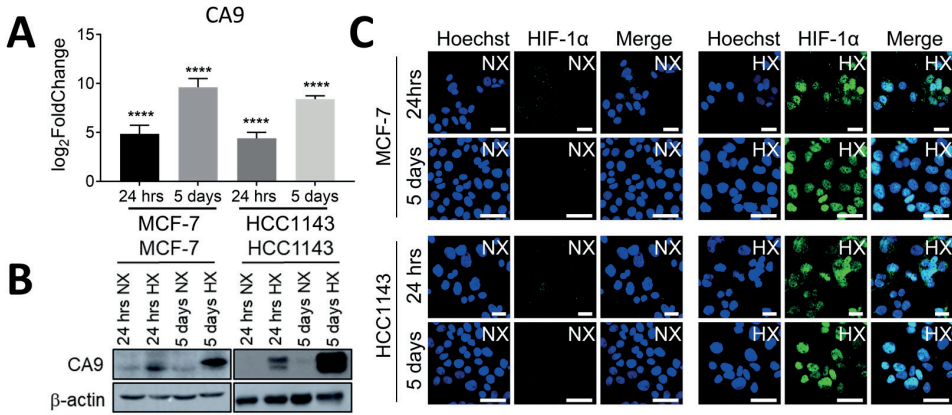 A
CA9
log2FoldChange
15
10
5
0
****
****
****
****
24 hrs 5 days 24 hrs 5 days
MCF-7 HCC1143
B
MCF-7 HCC1143
24 hrs NX
24 hrs HX
5 days NX
5 days HX
24 hrs NX
24 hrs HX
5 days NX
5 days HX
CA9
β-actin
C
Hoechst HIF-1α Merge Hoechst HIF-1α Merge
MCF-7
24hrs
NX NX NX HX HX HX
5 days
NX NX NX HX HX HX
HCC1143
24 hrs
NX NX NX HX HX HX
5 days
NX NX NX HX HX HX